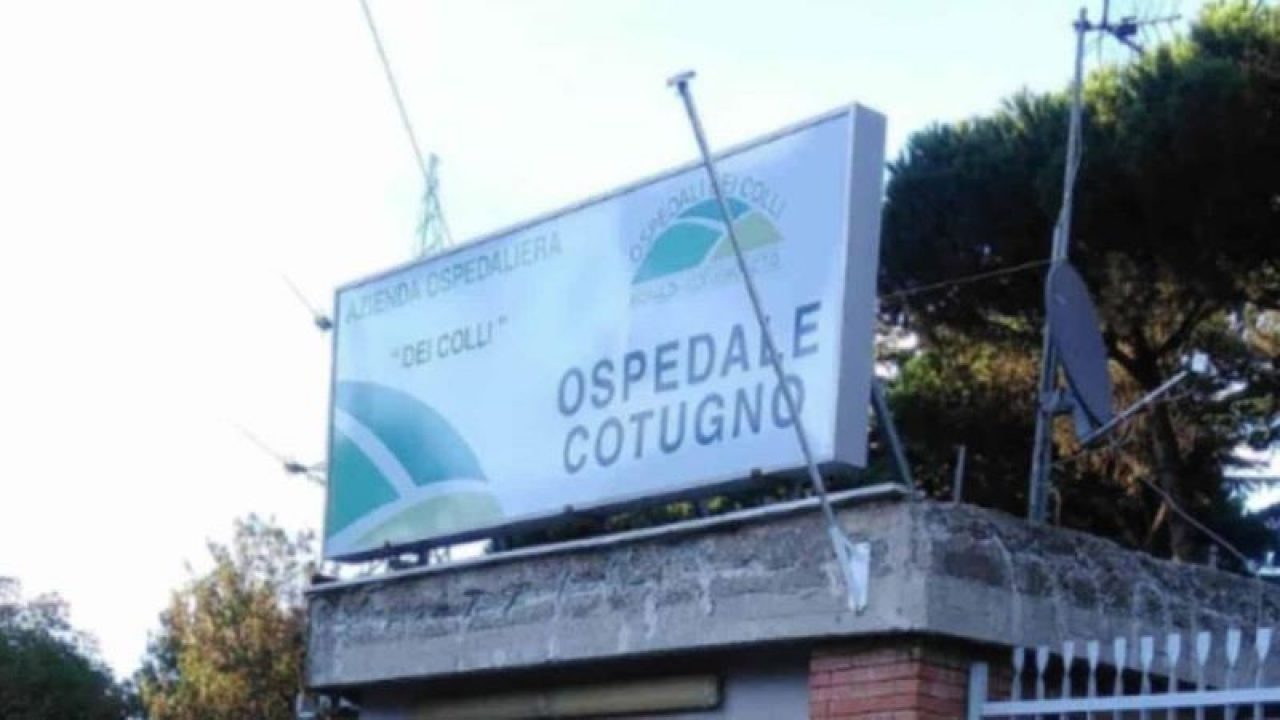 AZIENDA OSPEDALIERA
"DEI COLLI"
OSPEDALI DEI COLLI
OSPEDALE
COTUGNO